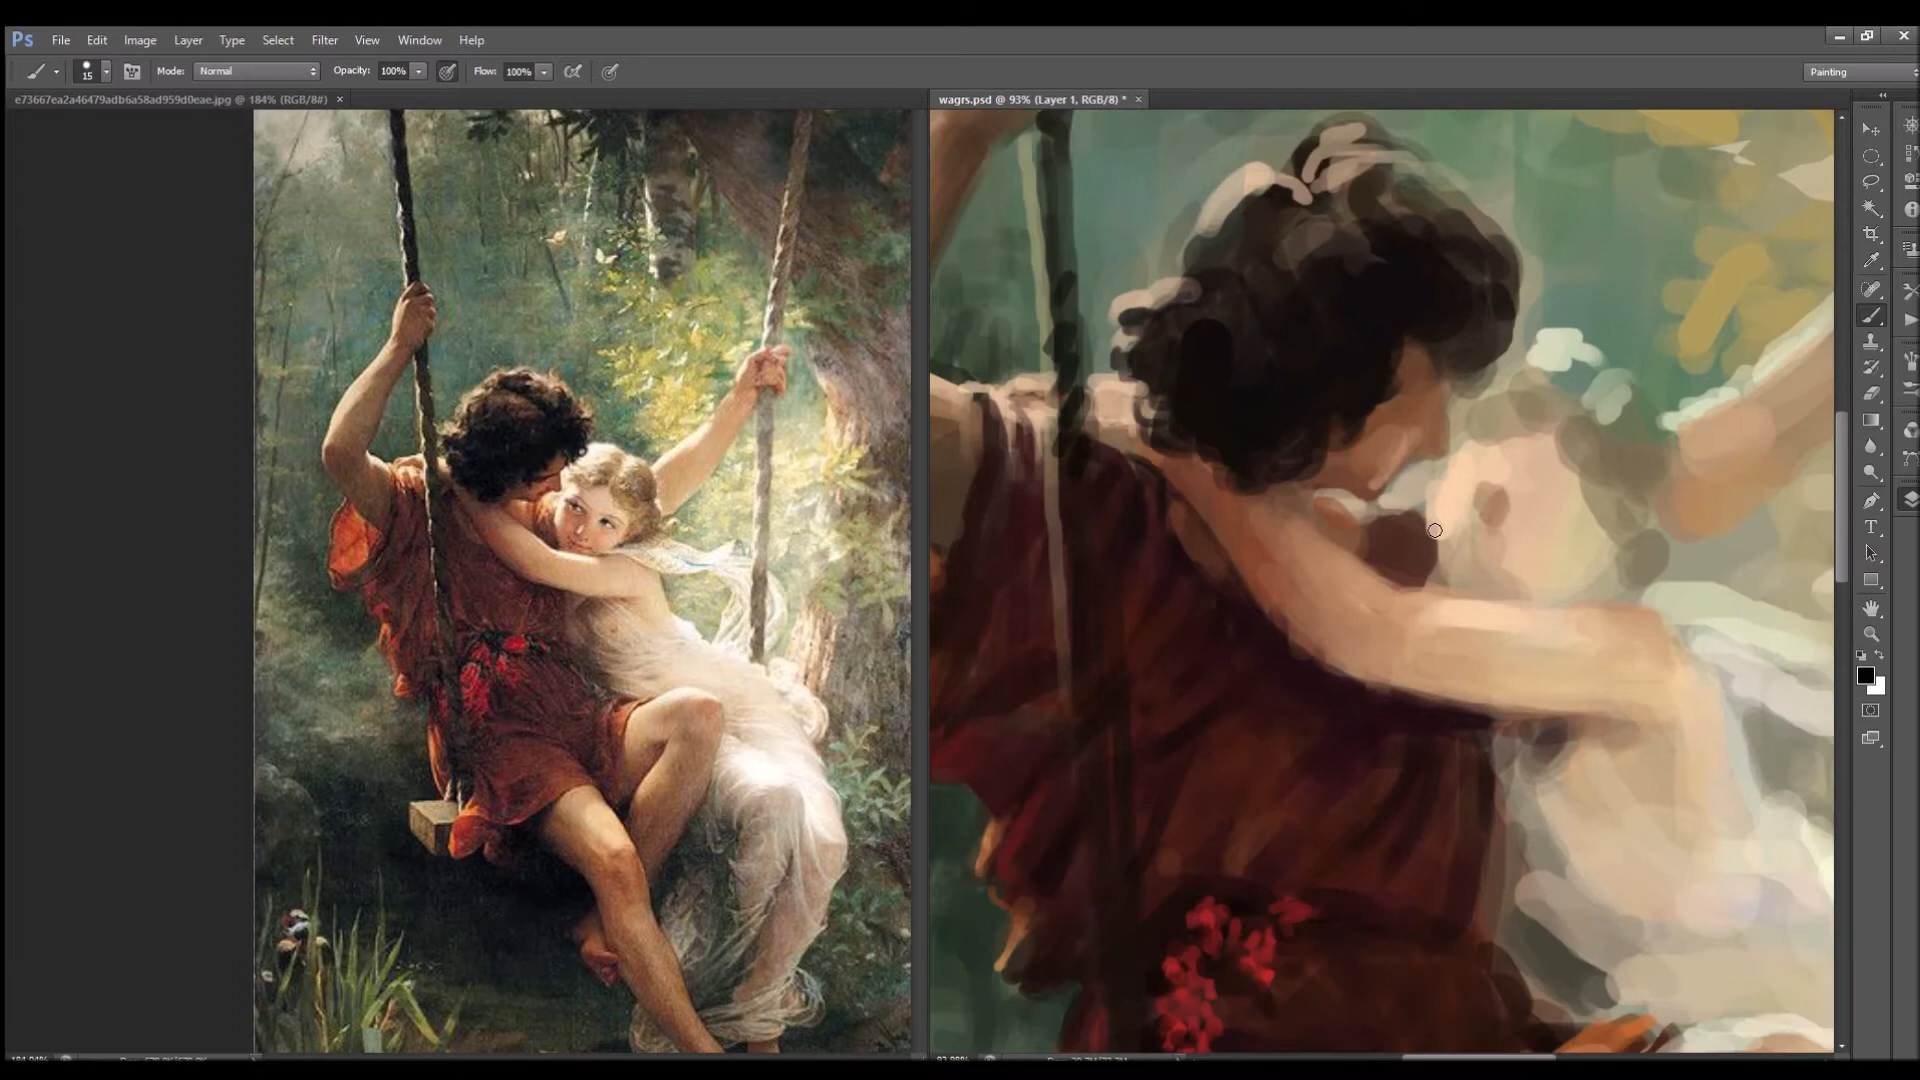 Ps File Edit Image Layer Type Select Filter View Window Help
15 Mode: Normal Opacity: 100% Flow: 100% Painting
e73667ea2a46479adb6a58ad959d0eae.jpg @ 184% (RGB/8#) × wagrs.psd @ 93% (Layer 1, RGB/8) * ×
T